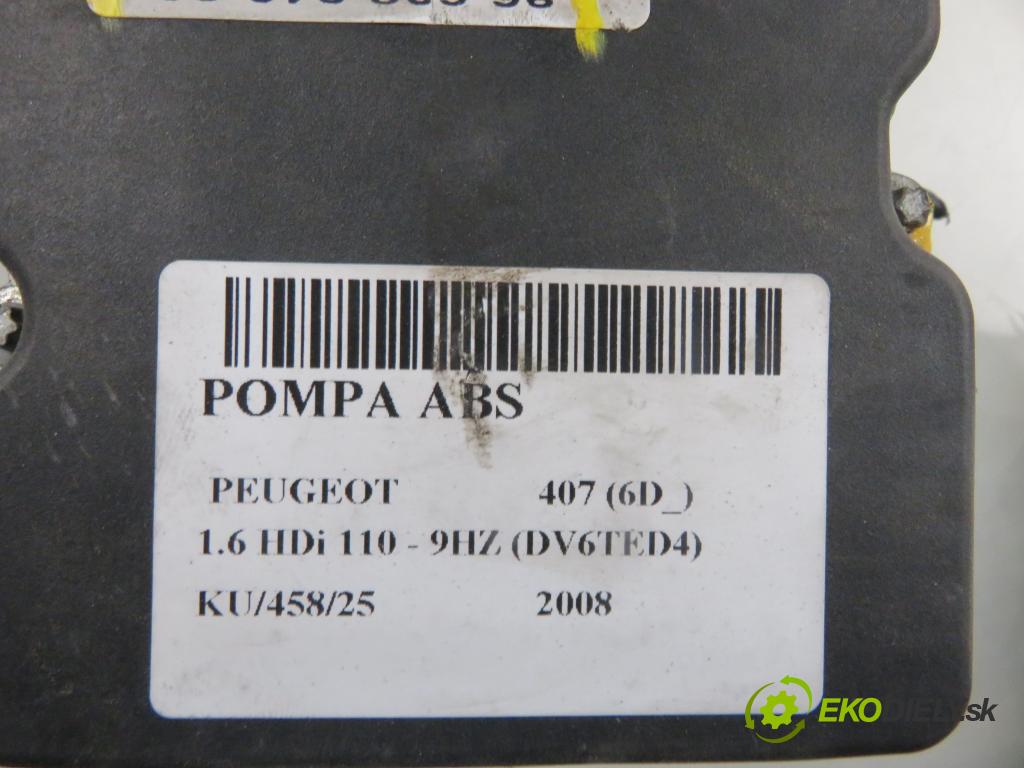 POMPA ABS
PEUGEOT 407 (6D_)
1.6 HDi 110 - 9HZ (DV6TED4)
KU/458/25 2008
EKODIELY.sk